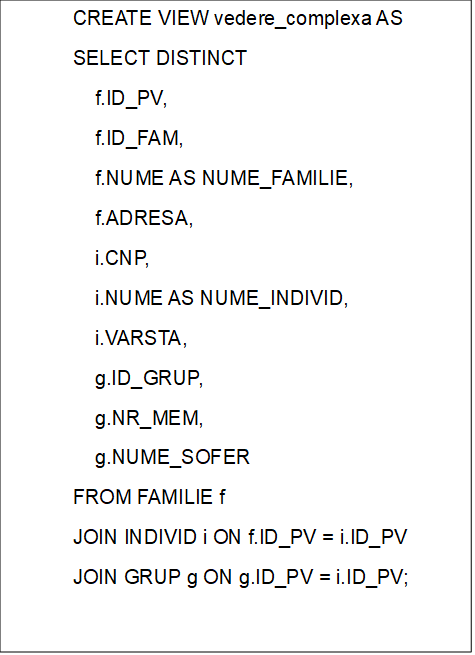 CREATE VIEW vedere_complexa AS
SELECT DISTINCT
f.ID_PV,
f.ID_FAM,
f.NUME AS NUME_FAMILIE,
f.ADRESA,
i.CNP,
i.NUME AS NUME_INDIVID,
i.VARSTA,
g.ID_GRUP,
g.NR_MEM,
g.NUME_SOFER
FROM FAMILIE f
JOIN INDIVID i ON f.ID_PV = i.ID_PV
JOIN GRUP g ON g.ID_PV = i.ID_PV;